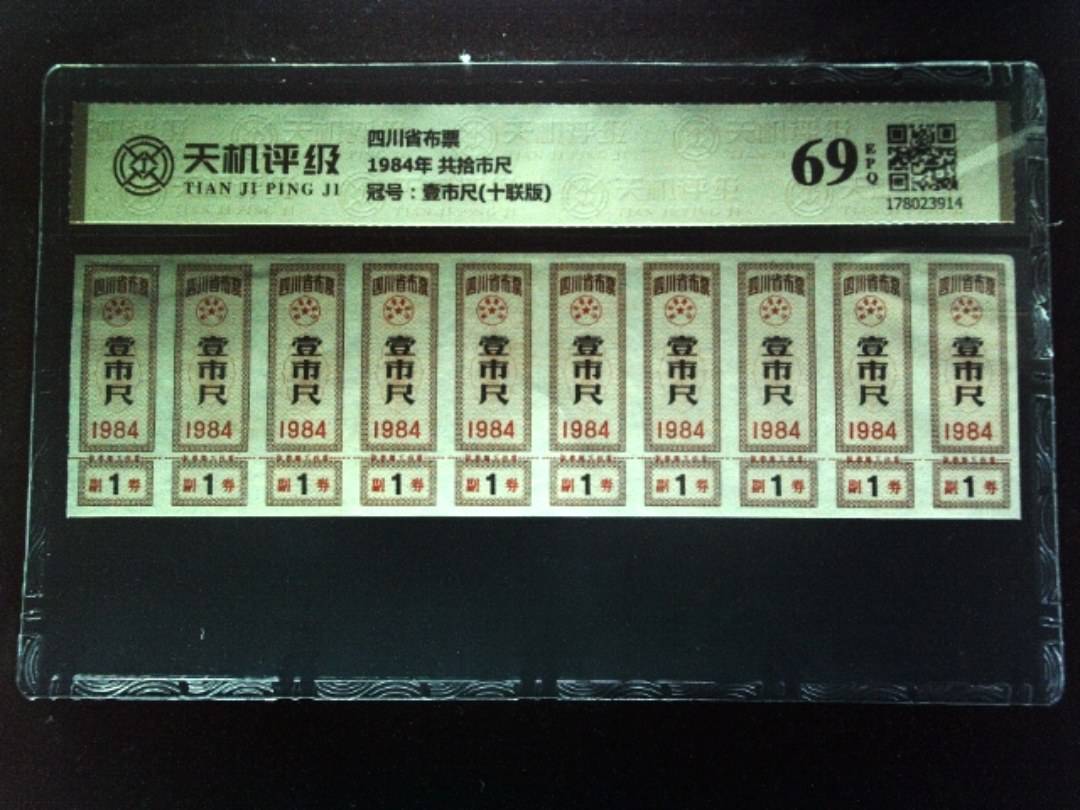 天机评级
TIAN JI PING JI
四川省布票
1984年 共拾市尺
冠号：壹市尺(十联版)
69
EPQ
178023914
四川省布票 四川省布票 四川省布票 四川省布票 四川省布票 四川省布票 四川省布票 四川省布票 四川省布票 四川省布票
壹市尺 壹市尺 壹市尺 壹市尺 壹市尺 壹市尺 壹市尺 壹市尺 壹市尺 壹市尺
1984 1984 1984 1984 1984 1984 1984 1984 1984 1984
副1券 副1券 副1券 副1券 副1券 副1券 副1券 副1券 副1券 副1券